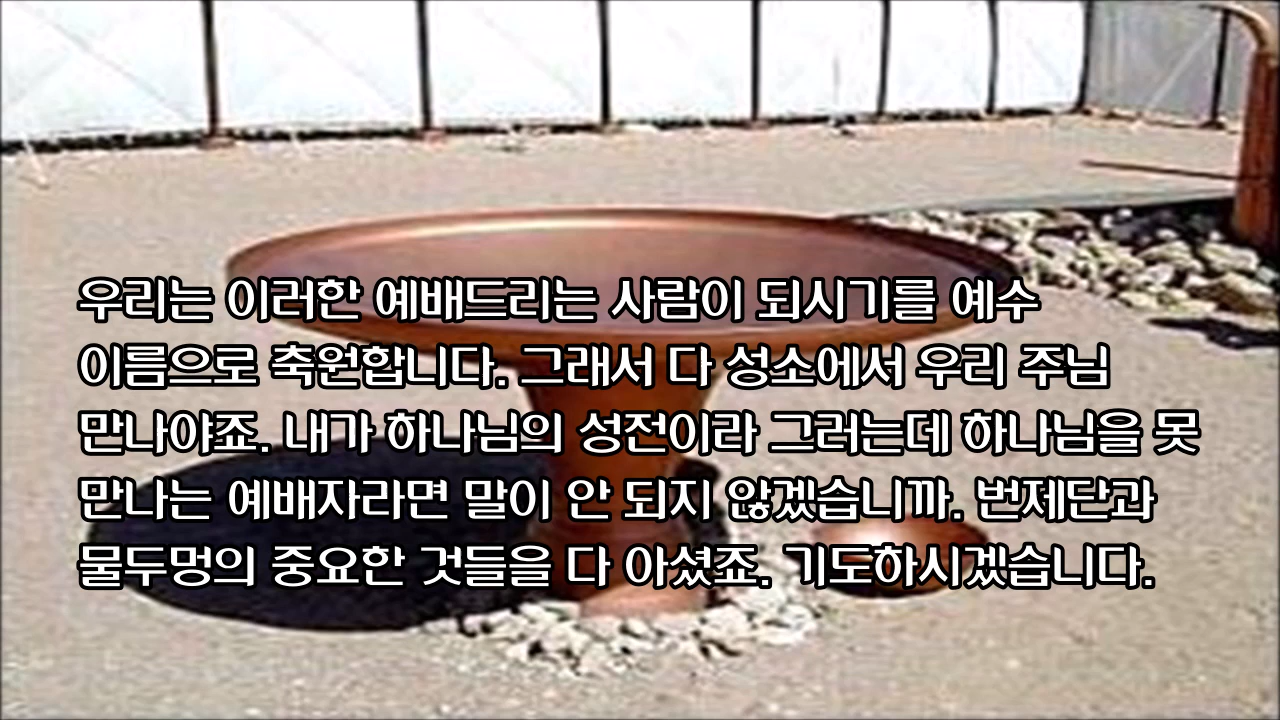 우리는 이러한 예배드리는 사람이 되시기를 예수
이름으로 축원합니다. 그래서 다 성소에서 우리 주님
만나야죠. 내가 하나님의 성전이라 그러는데 하나님을 못
만나는 예배자라면 말이 안 되지 않겠습니까. 번제단과
물두멍의 중요한 것들을 다 아셨죠. 기도하시겠습니다.